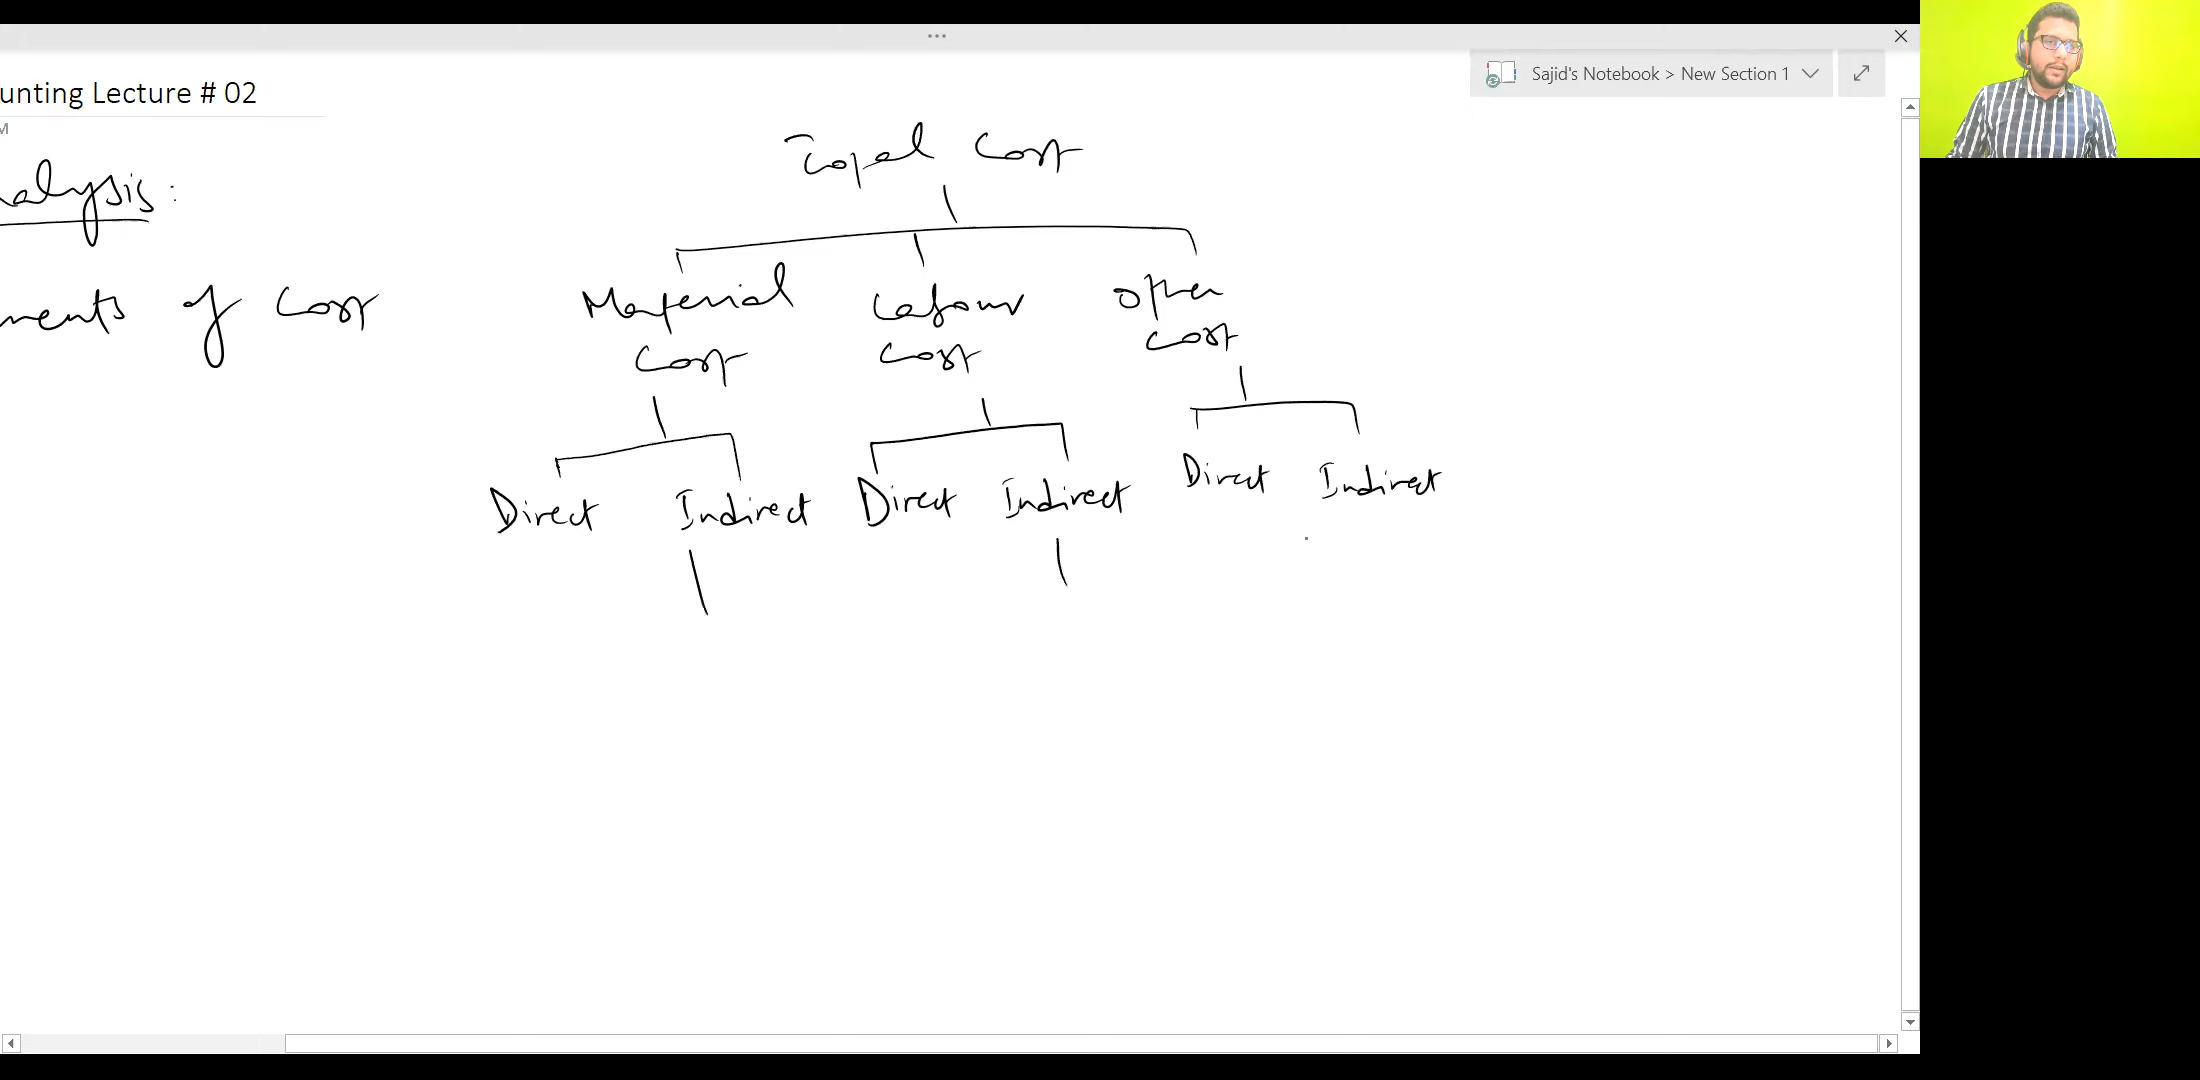 Sajid's Notebook > New Section 1
unting Lecture # 02
M
alysis:
Total Cost
ments of Cost
Material Labour Other
Cost Cost Cost
Direct Indirect Direct Indirect Direct Indirect